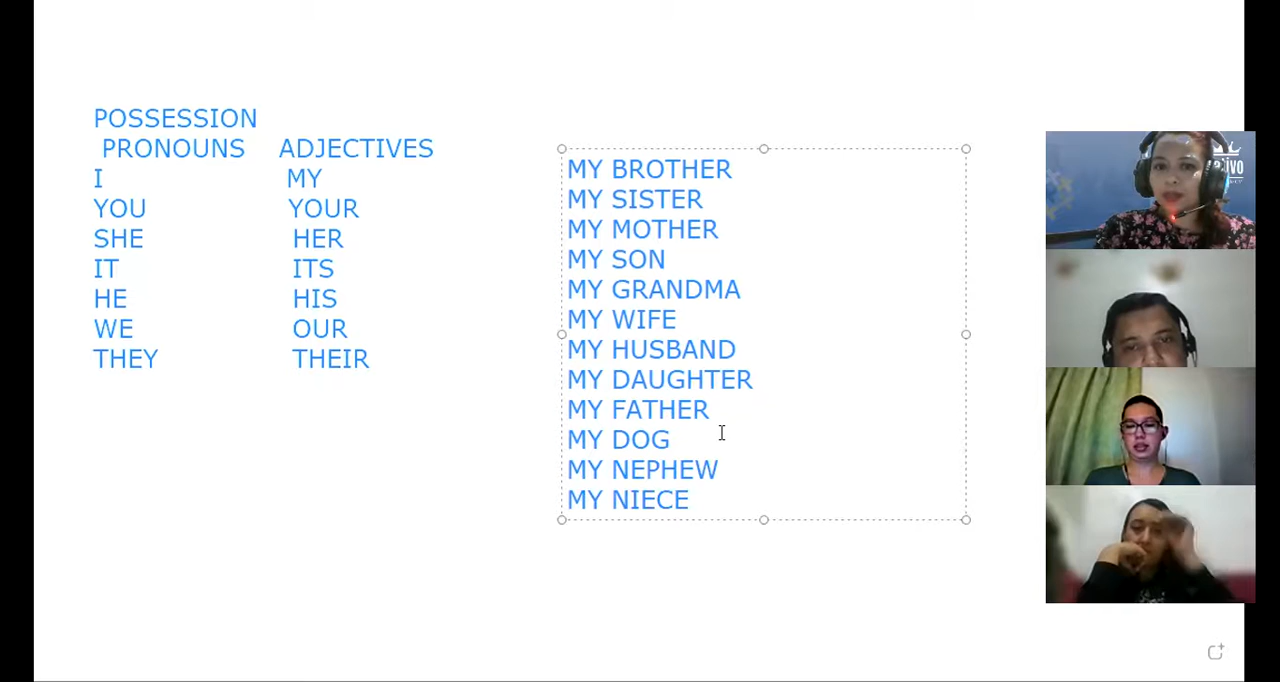 POSSESSION
PRONOUNS ADJECTIVES
I MY
YOU YOUR
SHE HER
IT ITS
HE HIS
WE OUR
THEY THEIR
MY BROTHER
MY SISTER
MY MOTHER
MY SON
MY GRANDMA
MY WIFE
MY HUSBAND
MY DAUGHTER
MY FATHER
MY DOG
MY NEPHEW
MY NIECE